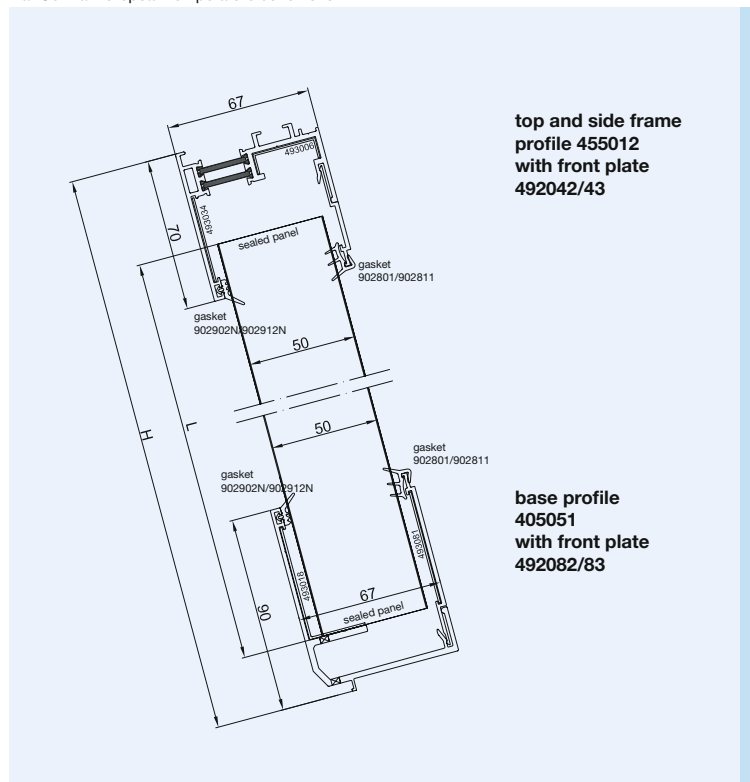 67
top and side frame
profile 455012
with front plate
492042/43
493006
493034
70
sealed panel
gasket
902801/902811
gasket
902902N/902912N
50
H
L
50
gasket
902801/902811
gasket
902902N/902912N
base profile
405051
with front plate
492082/83
493081
493018
67
90
sealed panel